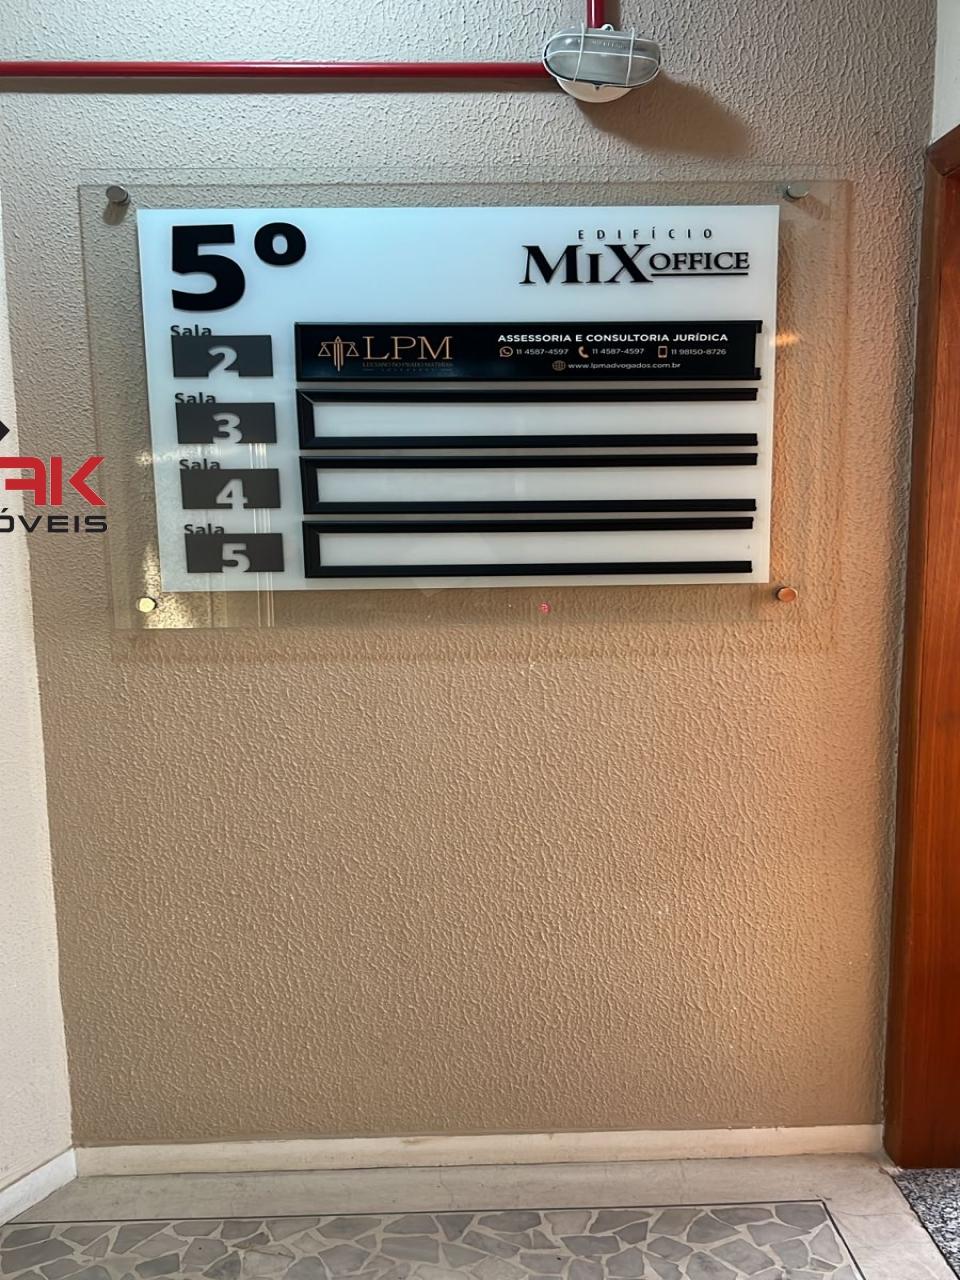 5º
EDIFÍCIO
MIX OFFICE
Sala
2
LPM
ASSESSORIA E CONSULTORIA JURÍDICA
11 4587-4597 11 4587-4597 11 98150-8726
www.lpmadvogados.com.br
Sala
3
Sala
4
AK
ÓVEIS
Sala
5